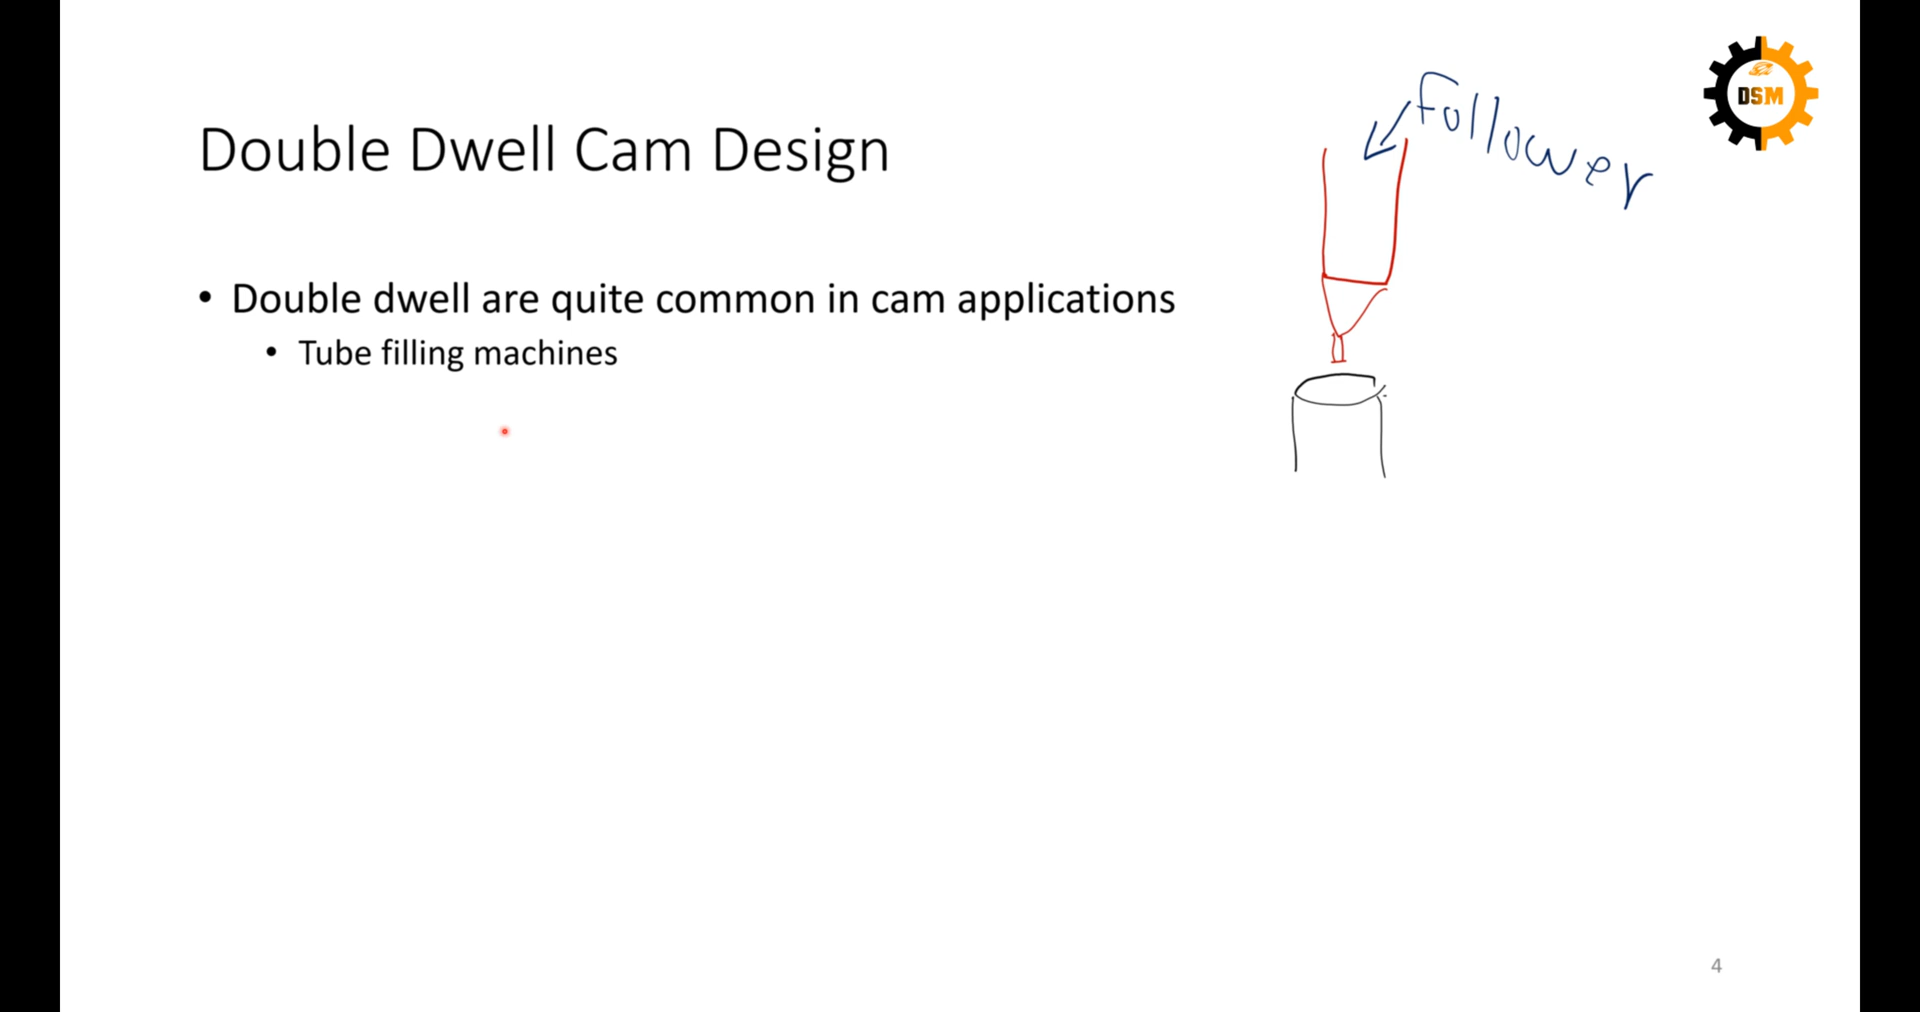 DSM
Follower
Double Dwell Cam Design
• Double dwell are quite common in cam applications
• Tube filling machines
4